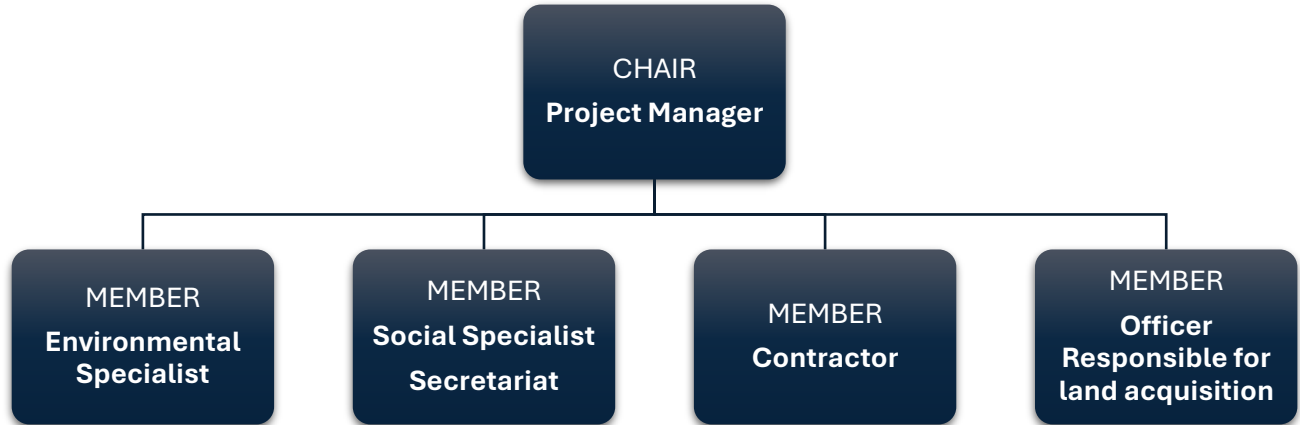 CHAIR
Project Manager
MEMBER
Environmental
Specialist
MEMBER
Social Specialist
Secretariat
MEMBER
Contractor
MEMBER
Officer
Responsible for
land acquisition